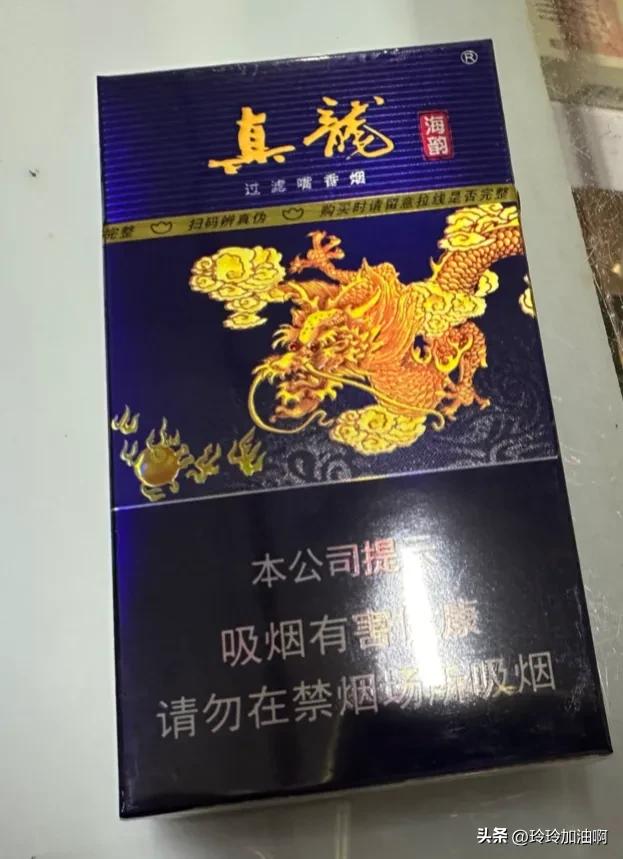 ®
真龍
海韵
过滤嘴香烟
完整 扫码辨真伪 购买时请留意拉线是否完整
本公司提示
吸烟有害健康
请勿在禁烟场所吸烟
头条 @玲玲加油啊